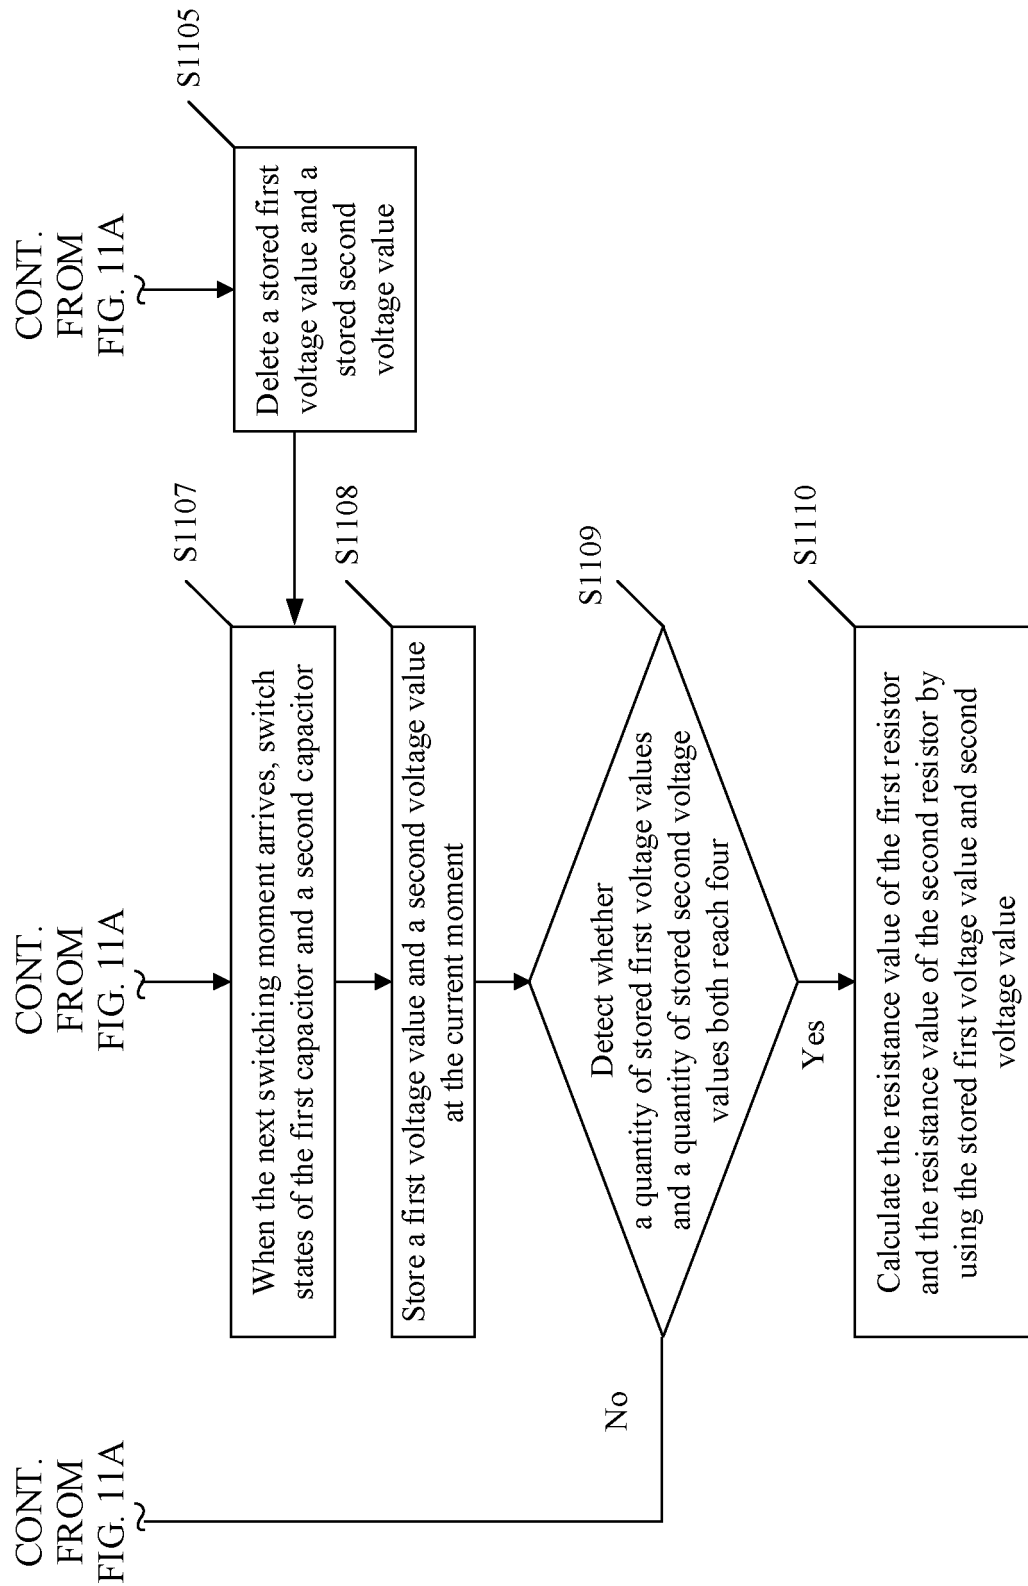 CONT.
FROM
FIG. 11A
CONT.
FROM
FIG. 11A
CONT.
FROM
FIG. 11A
S1105
Delete a stored first
voltage value and a
stored second
voltage value
S1107
When the next switching moment arrives, switch
states of the first capacitor and a second capacitor
S1108
Store a first voltage value and a second voltage value
at the current moment
S1109
Detect whether
a quantity of stored first voltage values
and a quantity of stored second voltage
values both reach four
No
Yes
S1110
Calculate the resistance value of the first resistor
and the resistance value of the second resistor by
using the stored first voltage value and second
voltage value